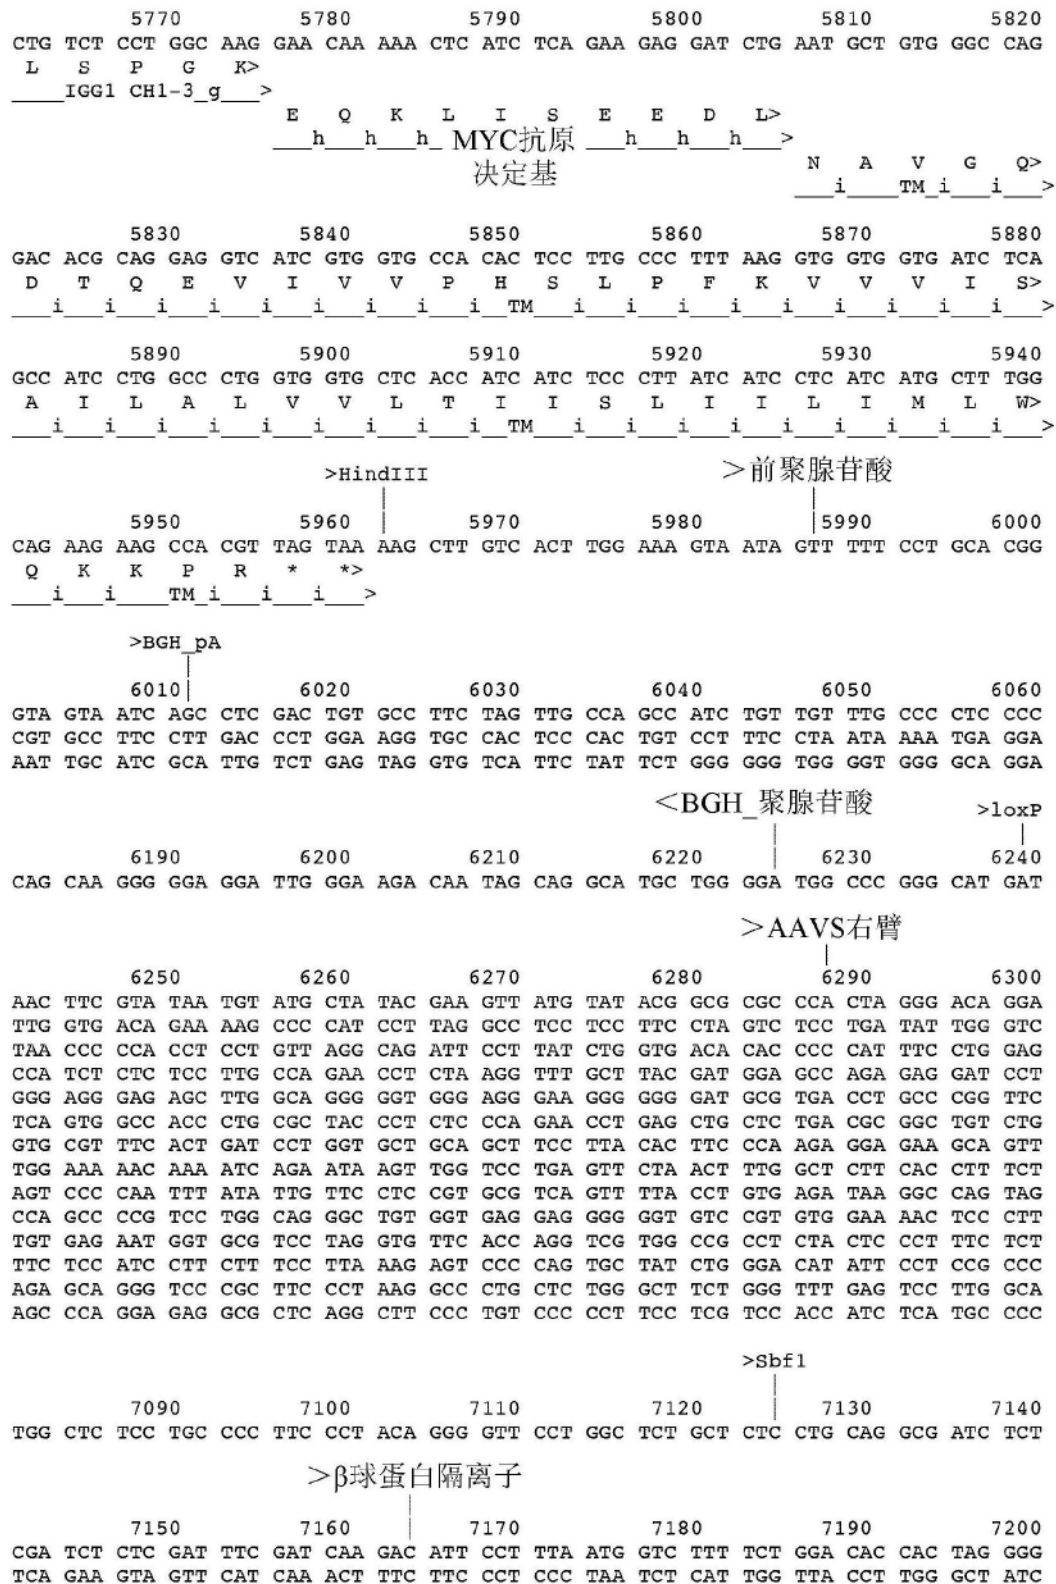 5770 5780 5790 5800 5810 5820
CTG TCT CCT GGC AAG GAA CAA AAA CTC ATC TCA GAA GAG GAT CTG AAT GCT GTG GGC CAG
L S P G K>
____IGG1 CH1-3_g___>
E Q K L I S E E D L>
___h___h___h_ MYC抗原 ___h___h___h___>
决定基
N A V G Q>
___i____TM_i___i___>
5830 5840 5850 5860 5870 5880
GAC ACG CAG GAG GTC ATC GTG GTG CCA CAC TCC TTG CCC TTT AAG GTG GTG GTG ATC TCA
D T Q E V I V V P H S L P F K V V V I S>
___i___i___i___i___i___i___i___i___i__TM___i___i___i___i___i___i___i___i___i___>
5890 5900 5910 5920 5930 5940
GCC ATC CTG GCC CTG GTG GTG CTC ACC ATC ATC TCC CTT ATC ATC CTC ATC ATG CTT TGG
A I L A L V V L T I I S L I I L I M L W>
___i___i___i___i___i___i___i___i___i__TM___i___i___i___i___i___i___i___i___i___>
>HindIII >前聚腺苷酸
5950 5960 5970 5980 5990 6000
CAG AAG AAG CCA CGT TAG TAA AAG CTT GTC ACT TGG AAA GTA ATA GTT TTT CCT GCA CGG
Q K K P R * *>
___i___i____TM_i___i___i___>
>BGH_pA
6010 6020 6030 6040 6050 6060
GTA GTA ATC AGC CTC GAC TGT GCC TTC TAG TTG CCA GCC ATC TGT TGT TTG CCC CTC CCC
CGT GCC TTC CTT GAC CCT GGA AGG TGC CAC TCC CAC TGT CCT TTC CTA ATA AAA TGA GGA
AAT TGC ATC GCA TTG TCT GAG TAG GTG TCA TTC TAT TCT GGG GGG TGG GGT GGG GCA GGA
<BGH_聚腺苷酸 >loxP
6190 6200 6210 6220 6230 6240
CAG CAA GGG GGA GGA TTG GGA AGA CAA TAG CAG GCA TGC TGG GGA TGG CCC GGG CAT GAT
>AAVS右臂
6250 6260 6270 6280 6290 6300
AAC TTC GTA TAA TGT ATG CTA TAC GAA GTT ATG TAT ACG GCG CGC CCA CTA GGG ACA GGA
TTG GTG ACA GAA AAG CCC CAT CCT TAG GCC TCC TCC TTC CTA GTC TCC TGA TAT TGG GTC
TAA CCC CCA CCT CCT GTT AGG CAG ATT CCT TAT CTG GTG ACA CAC CCC CAT TTC CTG GAG
CCA TCT CTC TCC TTG CCA GAA CCT CTA AGG TTT GCT TAC GAT GGA GCC AGA GAG GAT CCT
GGG AGG GAG AGC TTG GCA GGG GGT GGG AGG GAA GGG GGG GAT GCG TGA CCT GCC CGG TTC
TCA GTG GCC ACC CTG CGC TAC CCT CTC CCA GAA CCT GAG CTG CTC TGA CGC GGC TGT CTG
GTG CGT TTC ACT GAT CCT GGT GCT GCA GCT TCC TTA CAC TTC CCA AGA GGA GAA GCA GTT
TGG AAA AAC AAA ATC AGA ATA AGT TGG TCC TGA GTT CTA ACT TTG GCT CTT CAC CTT TCT
AGT CCC CAA TTT ATA TTG TTC CTC CGT GCG TCA GTT TTA CCT GTG AGA TAA GGC CAG TAG
CCA GCC CCG TCC TGG CAG GGC TGT GGT GAG GAG GGG GGT GTC CGT GTG GAA AAC TCC CTT
TGT GAG AAT GGT GCG TCC TAG GTG TTC ACC AGG TCG TGG CCG CCT CTA CTC CCT TTC TCT
TTC TCC ATC CTT CTT TCC TTA AAG AGT CCC CAG TGC TAT CTG GGA CAT ATT CCT CCG CCC
AGA GCA GGG TCC CGC TTC CCT AAG GCC CTG CTC TGG GCT TCT GGG TTT GAG TCC TTG GCA
AGC CCA GGA GAG GCG CTC AGG CTT CCC TGT CCC CCT TCC TCG TCC ACC ATC TCA TGC CCC
>Sbf1
7090 7100 7110 7120 7130 7140
TGG CTC TCC TGC CCC TTC CCT ACA GGG GTT CCT GGC TCT GCT CTC CTG CAG GCG ATC TCT
>β球蛋白隔离子
7150 7160 7170 7180 7190 7200
CGA TCT CTC GAT TTC GAT CAA GAC ATT CCT TTA ATG GTC TTT TCT GGA CAC CAC TAG GGG
TCA GAA GTA GTT CAT CAA ACT TTC TTC CCT CCC TAA TCT CAT TGG TTA CCT TGG GCT ATC